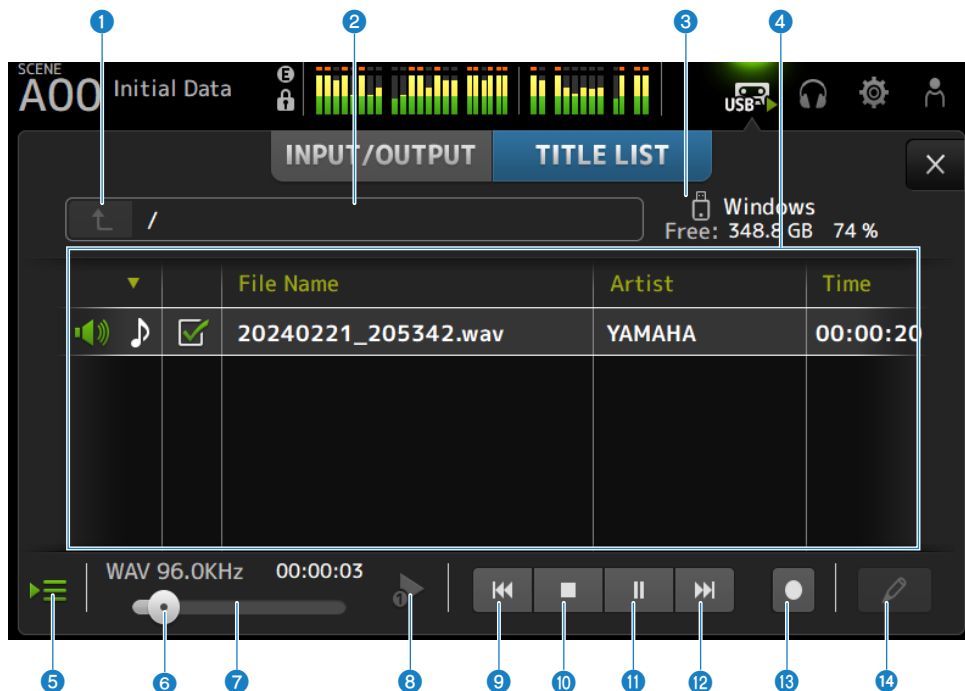 1 2 3 4
SCENE
A00 Initial Data E USB
INPUT/OUTPUT TITLE LIST
/ Windows
Free: 348.8 GB 74 %
File Name Artist Time
20240221_205342.wav YAMAHA 00:00:20
WAV 96.0KHz 00:00:03
1
5 6 7 8 9 10 11 12 13 14